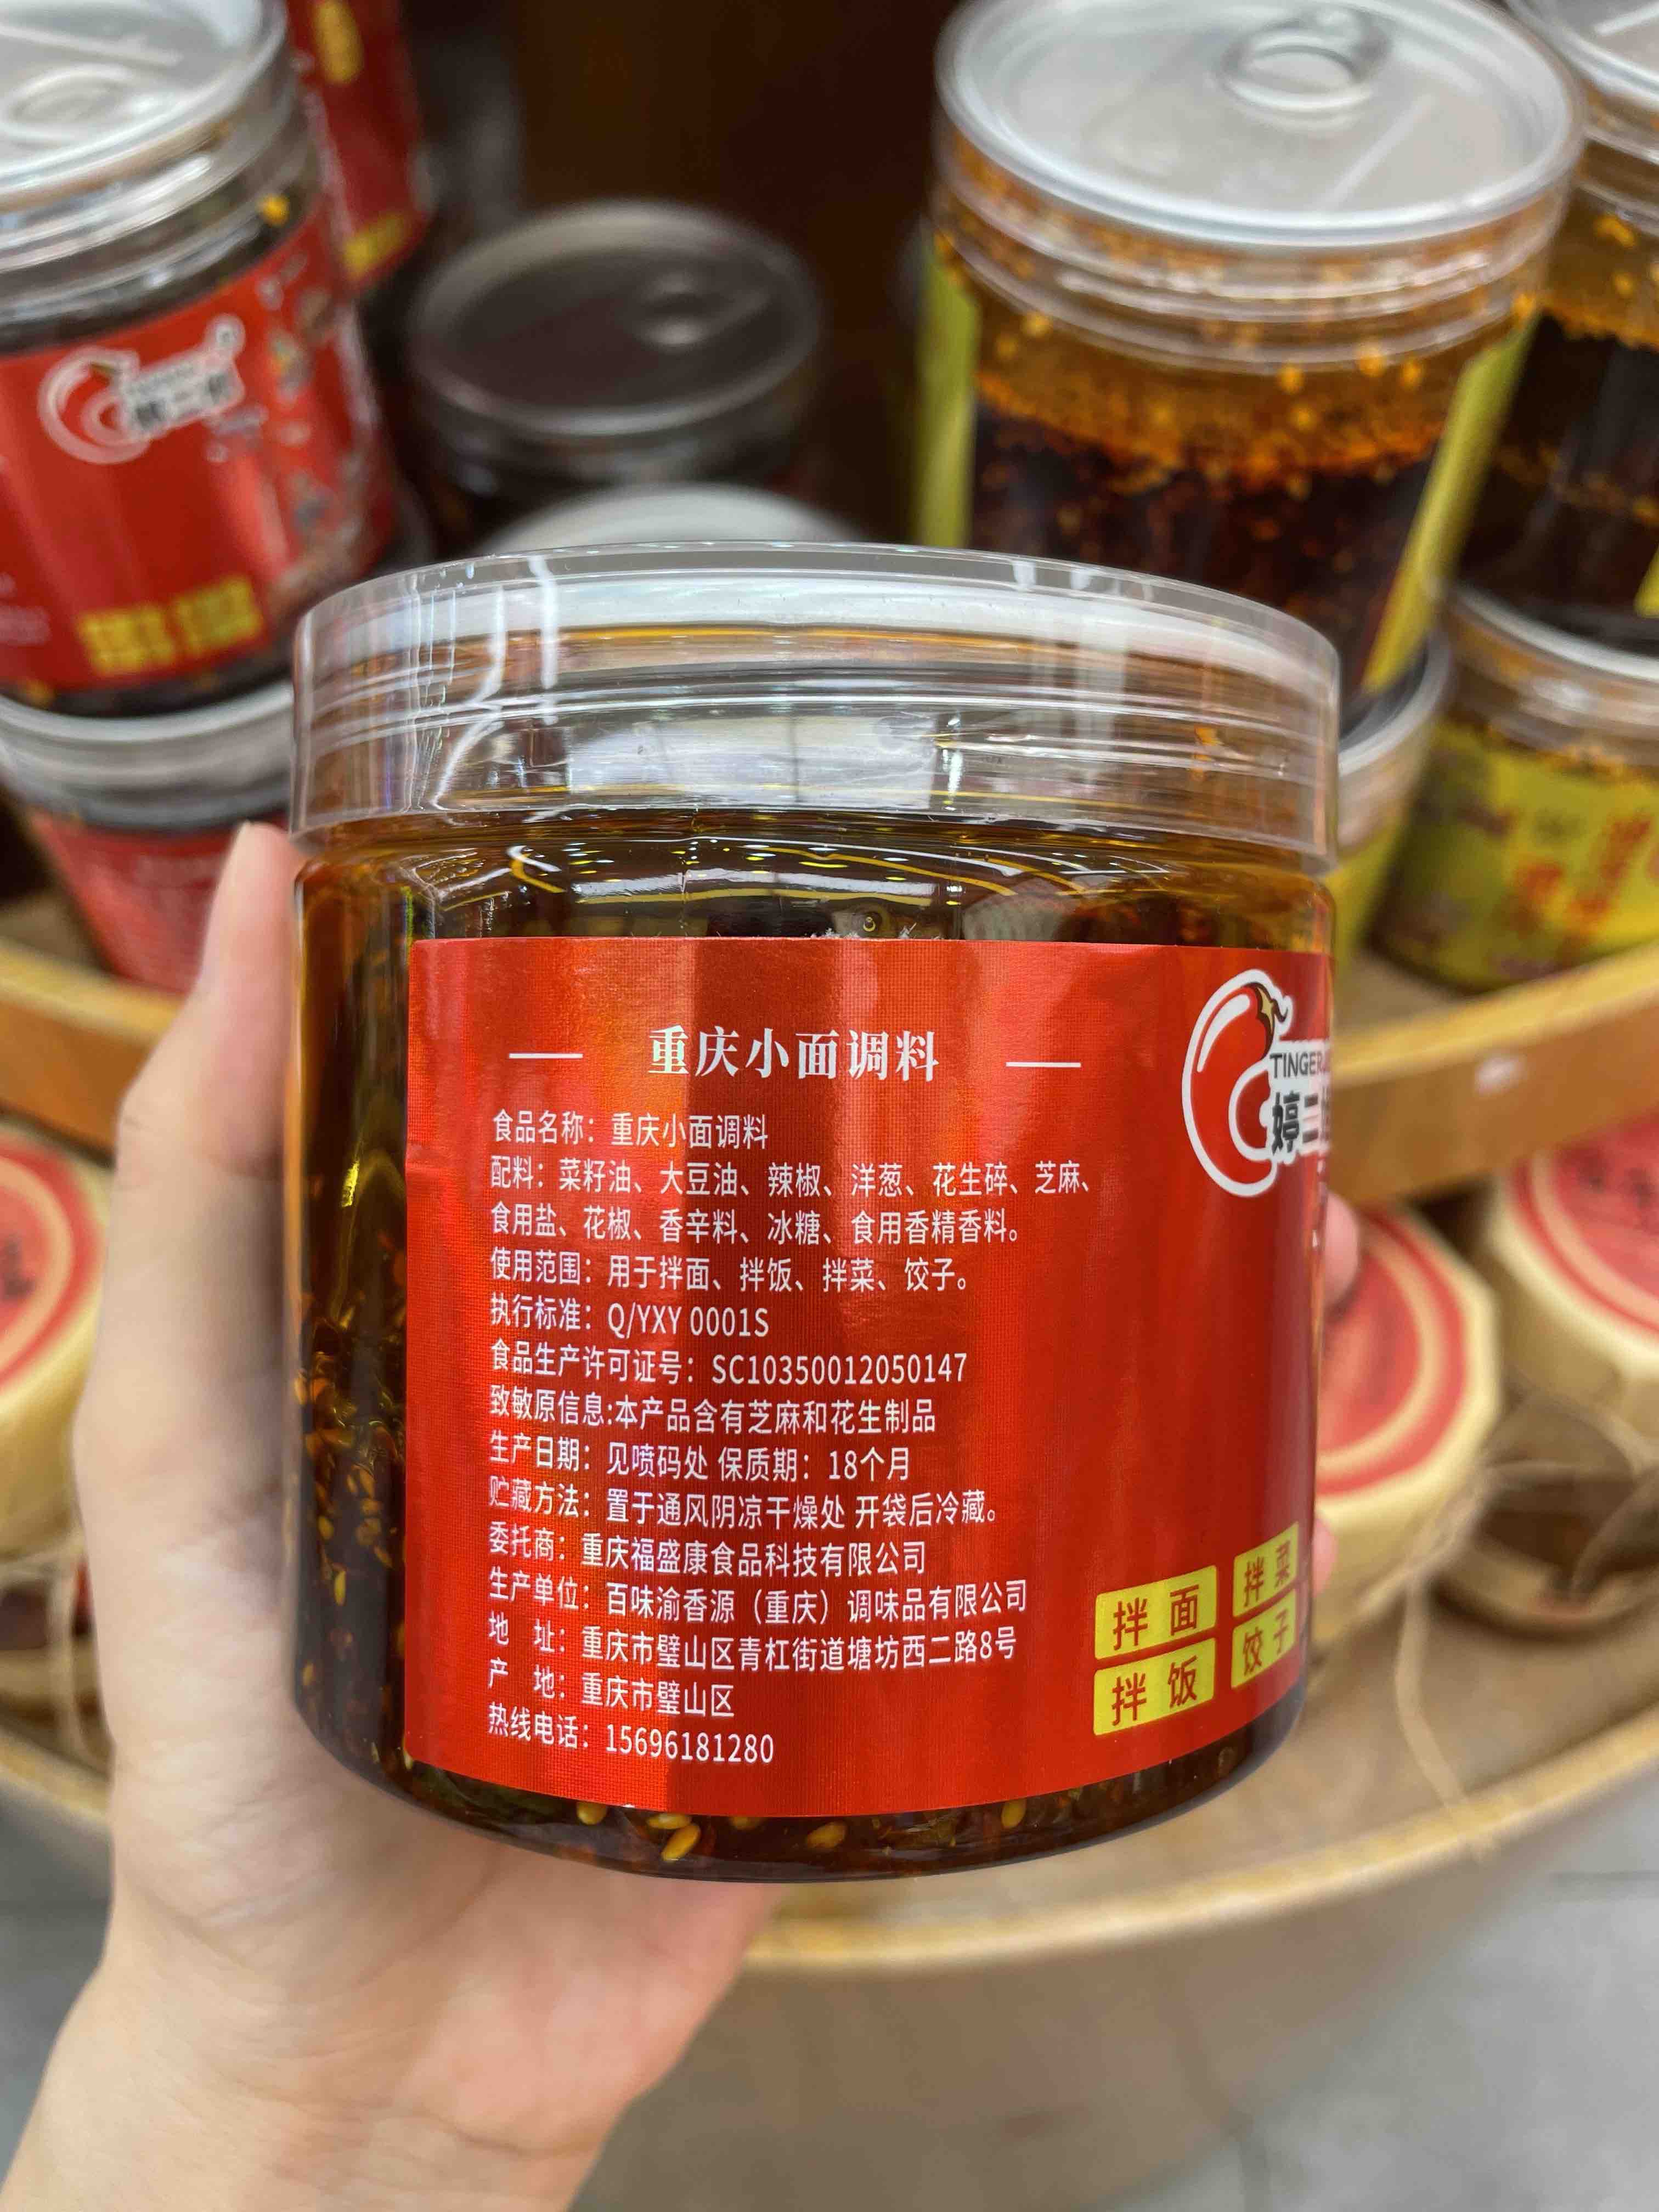 重庆小面调料
食品名称：重庆小面调料
配料：菜籽油、大豆油、辣椒、洋葱、花生碎、芝麻、
食用盐、花椒、香辛料、冰糖、食用香精香料。
使用范围：用于拌面、拌饭、拌菜、饺子。
执行标准：Q/YXY 0001S
食品生产许可证号：SC10350012050147
致敏原信息:本产品含有芝麻和花生制品
生产日期：见喷码处 保质期：18个月
贮藏方法：置于通风阴凉干燥处 开袋后冷藏。
委托商：重庆福盛康食品科技有限公司
生产单位：百味渝香源（重庆）调味品有限公司
地　址：重庆市璧山区青杠街道塘坊西二路8号
产　地：重庆市璧山区
热线电话：15696181280
TINGER
婷二
拌面
拌菜
拌饭
饺子